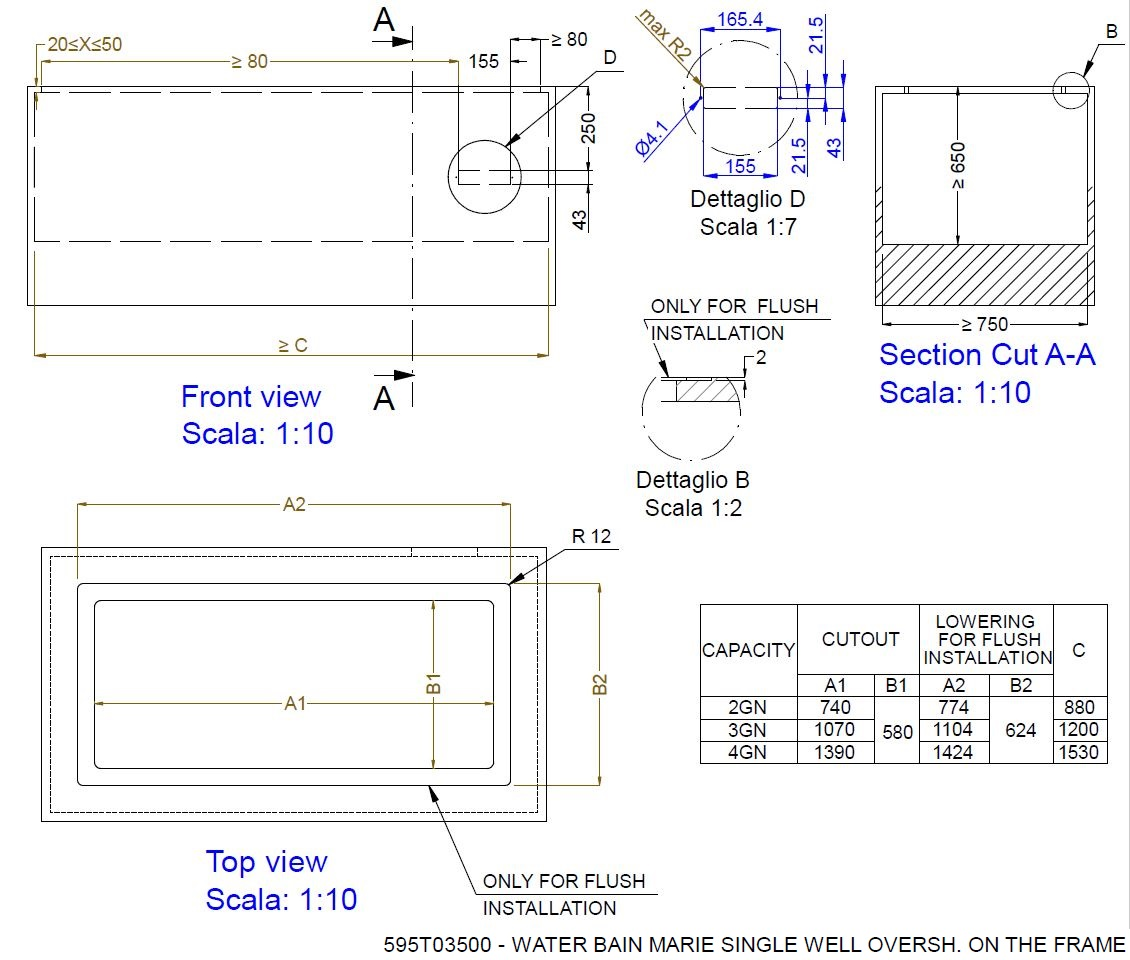 A
20≤X≤50
≥ 80
155
≥ 80
D
250
43
≥ C
A
Front view
Scala: 1:10
165.4
max R2
21.5
Ø4.1
155
21.5
43
Dettaglio D
Scala 1:7
B
≥ 650
≥ 750
Section Cut A-A
Scala: 1:10
ONLY FOR FLUSH
INSTALLATION
2
Dettaglio B
Scala 1:2
A2
R 12
A1
B1
B2
Top view
Scala: 1:10
ONLY FOR FLUSH
INSTALLATION
CAPACITY CUTOUT LOWERING FOR FLUSH INSTALLATION C
A1 B1 A2 B2
2GN 740 580 774 624 880
3GN 1070 1104 1200
4GN 1390 1424 1530
595T03500 - WATER BAIN MARIE SINGLE WELL OVERSH. ON THE FRAME